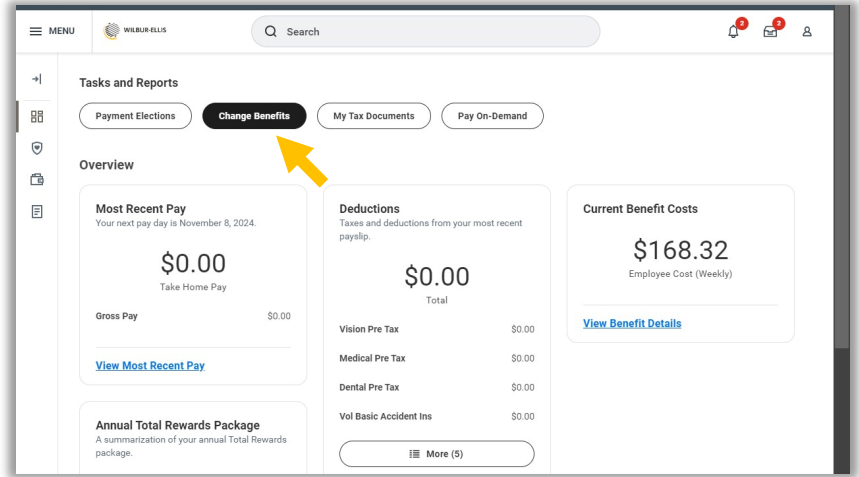 MENU
WILBUR-ELLIS
Search
2
2
Tasks and Reports
Payment Elections
Change Benefits
My Tax Documents
Pay On-Demand
Overview
Most Recent Pay
Your next pay day is November 8, 2024.
$0.00
Take Home Pay
Gross Pay $0.00
View Most Recent Pay
Annual Total Rewards Package
A summarization of your annual Total Rewards
package.
Deductions
Taxes and deductions from your most recent
payslip.
$0.00
Total
Vision Pre Tax $0.00
Medical Pre Tax $0.00
Dental Pre Tax $0.00
Vol Basic Accident Ins $0.00
More (5)
Current Benefit Costs
$168.32
Employee Cost (Weekly)
View Benefit Details